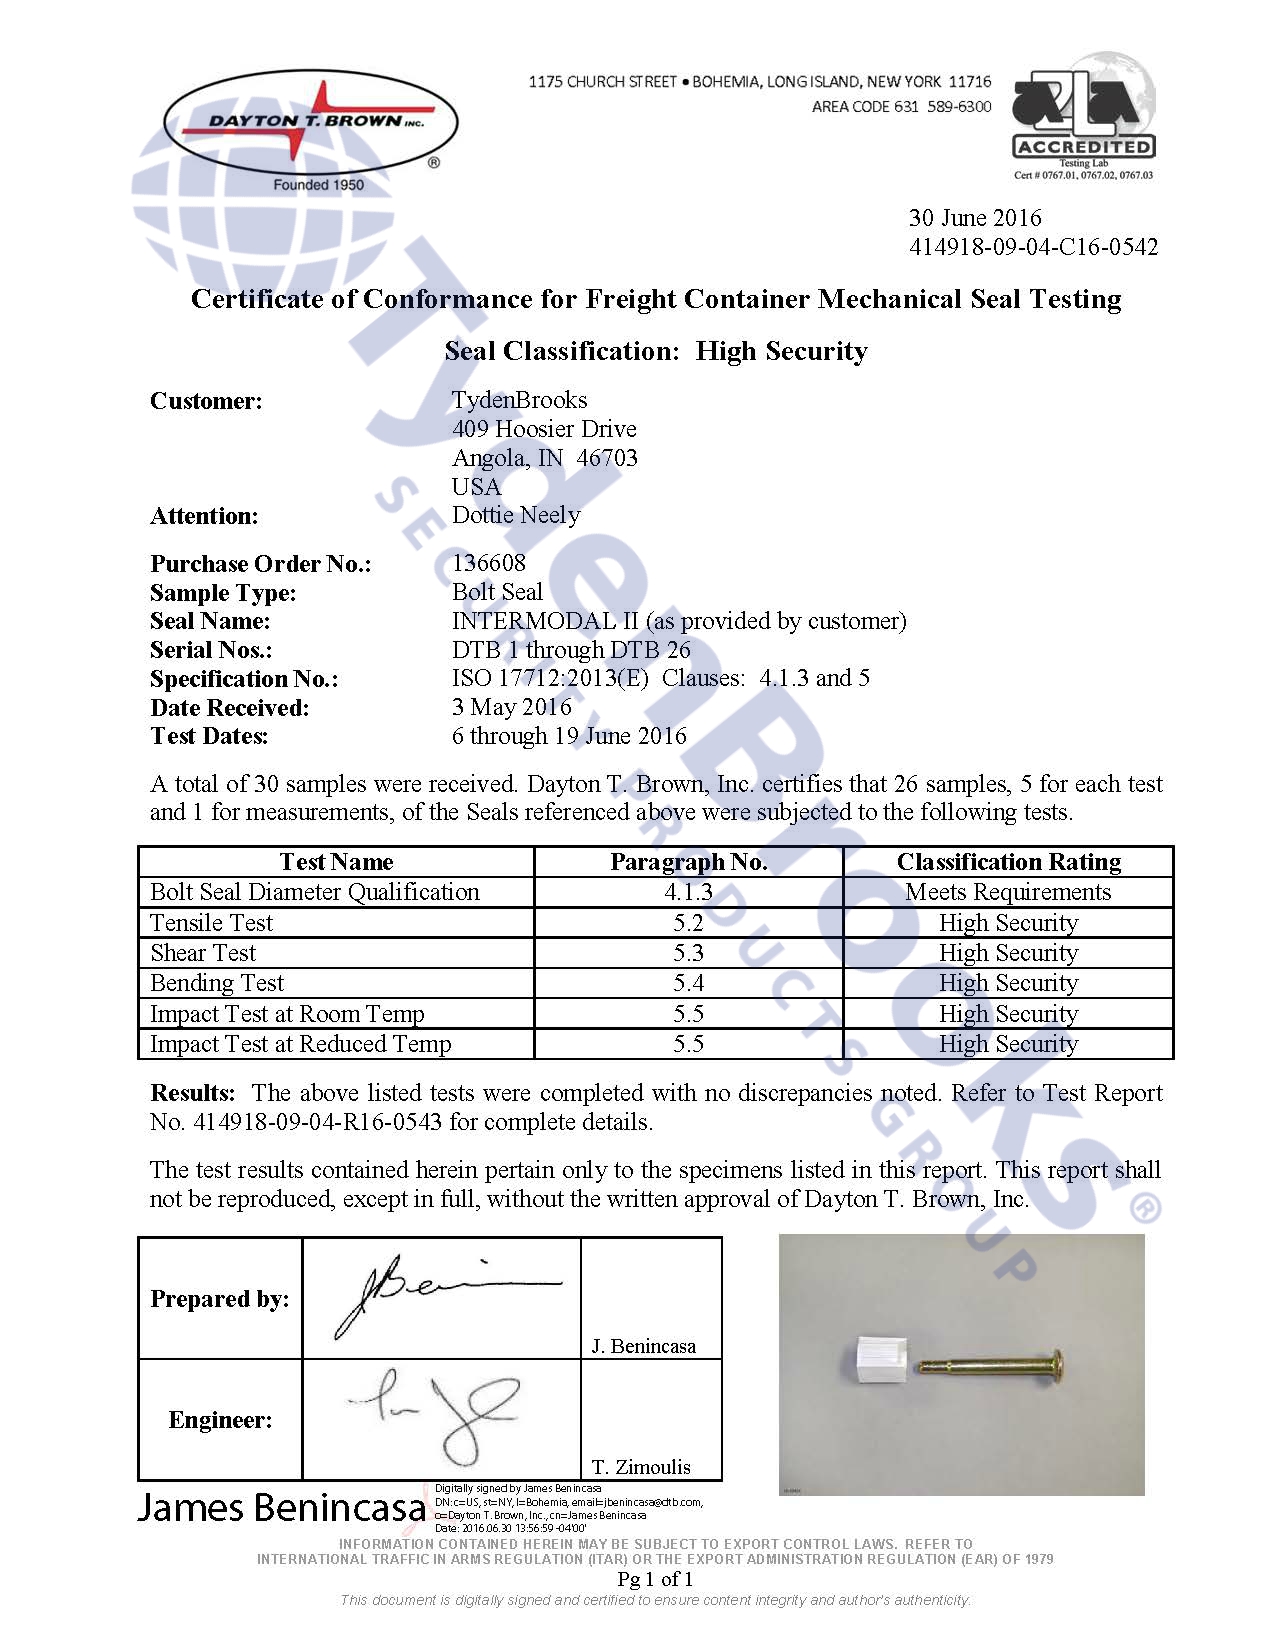 DAYTON T. BROWN INC.
®
Founded 1950
1175 CHURCH STREET ● BOHEMIA, LONG ISLAND, NEW YORK 11716
AREA CODE 631 589-6300
A2LA
ACCREDITED
Testing Lab
Cert # 0767.01, 0767.02, 0767.03
30 June 2016
414918-09-04-C16-0542
Certificate of Conformance for Freight Container Mechanical Seal Testing
Seal Classification: High Security
Customer: TydenBrooks
409 Hoosier Drive
Angola, IN 46703
USA
Attention: Dottie Neely
Purchase Order No.: 136608
Sample Type: Bolt Seal
Seal Name: INTERMODAL II (as provided by customer)
Serial Nos.: DTB 1 through DTB 26
Specification No.: ISO 17712:2013(E) Clauses: 4.1.3 and 5
Date Received: 3 May 2016
Test Dates: 6 through 19 June 2016
A total of 30 samples were received. Dayton T. Brown, Inc. certifies that 26 samples, 5 for each test
and 1 for measurements, of the Seals referenced above were subjected to the following tests.
Test Name Paragraph No. Classification Rating
Bolt Seal Diameter Qualification 4.1.3 Meets Requirements
Tensile Test 5.2 High Security
Shear Test 5.3 High Security
Bending Test 5.4 High Security
Impact Test at Room Temp 5.5 High Security
Impact Test at Reduced Temp 5.5 High Security
Results: The above listed tests were completed with no discrepancies noted. Refer to Test Report
No. 414918-09-04-R16-0543 for complete details.
The test results contained herein pertain only to the specimens listed in this report. This report shall
not be reproduced, except in full, without the written approval of Dayton T. Brown, Inc.
TydenBrooks®
SECURITY PRODUCTS GROUP
Prepared by: J. Benincasa
Engineer: T. Zimoulis
James Benincasa
Digitally signed by James Benincasa
DN: c=US, st=NY, l=Bohemia, email=jbenincasa@dtb.com,
o=Dayton T. Brown, Inc., cn=James Benincasa
Date: 2016.06.30 13:56:59 -04'00'
INFORMATION CONTAINED HEREIN MAY BE SUBJECT TO EXPORT CONTROL LAWS. REFER TO
INTERNATIONAL TRAFFIC IN ARMS REGULATION (ITAR) OR THE EXPORT ADMINISTRATION REGULATION (EAR) OF 1979
Pg 1 of 1
This document is digitally signed and certified to ensure content integrity and author's authenticity.